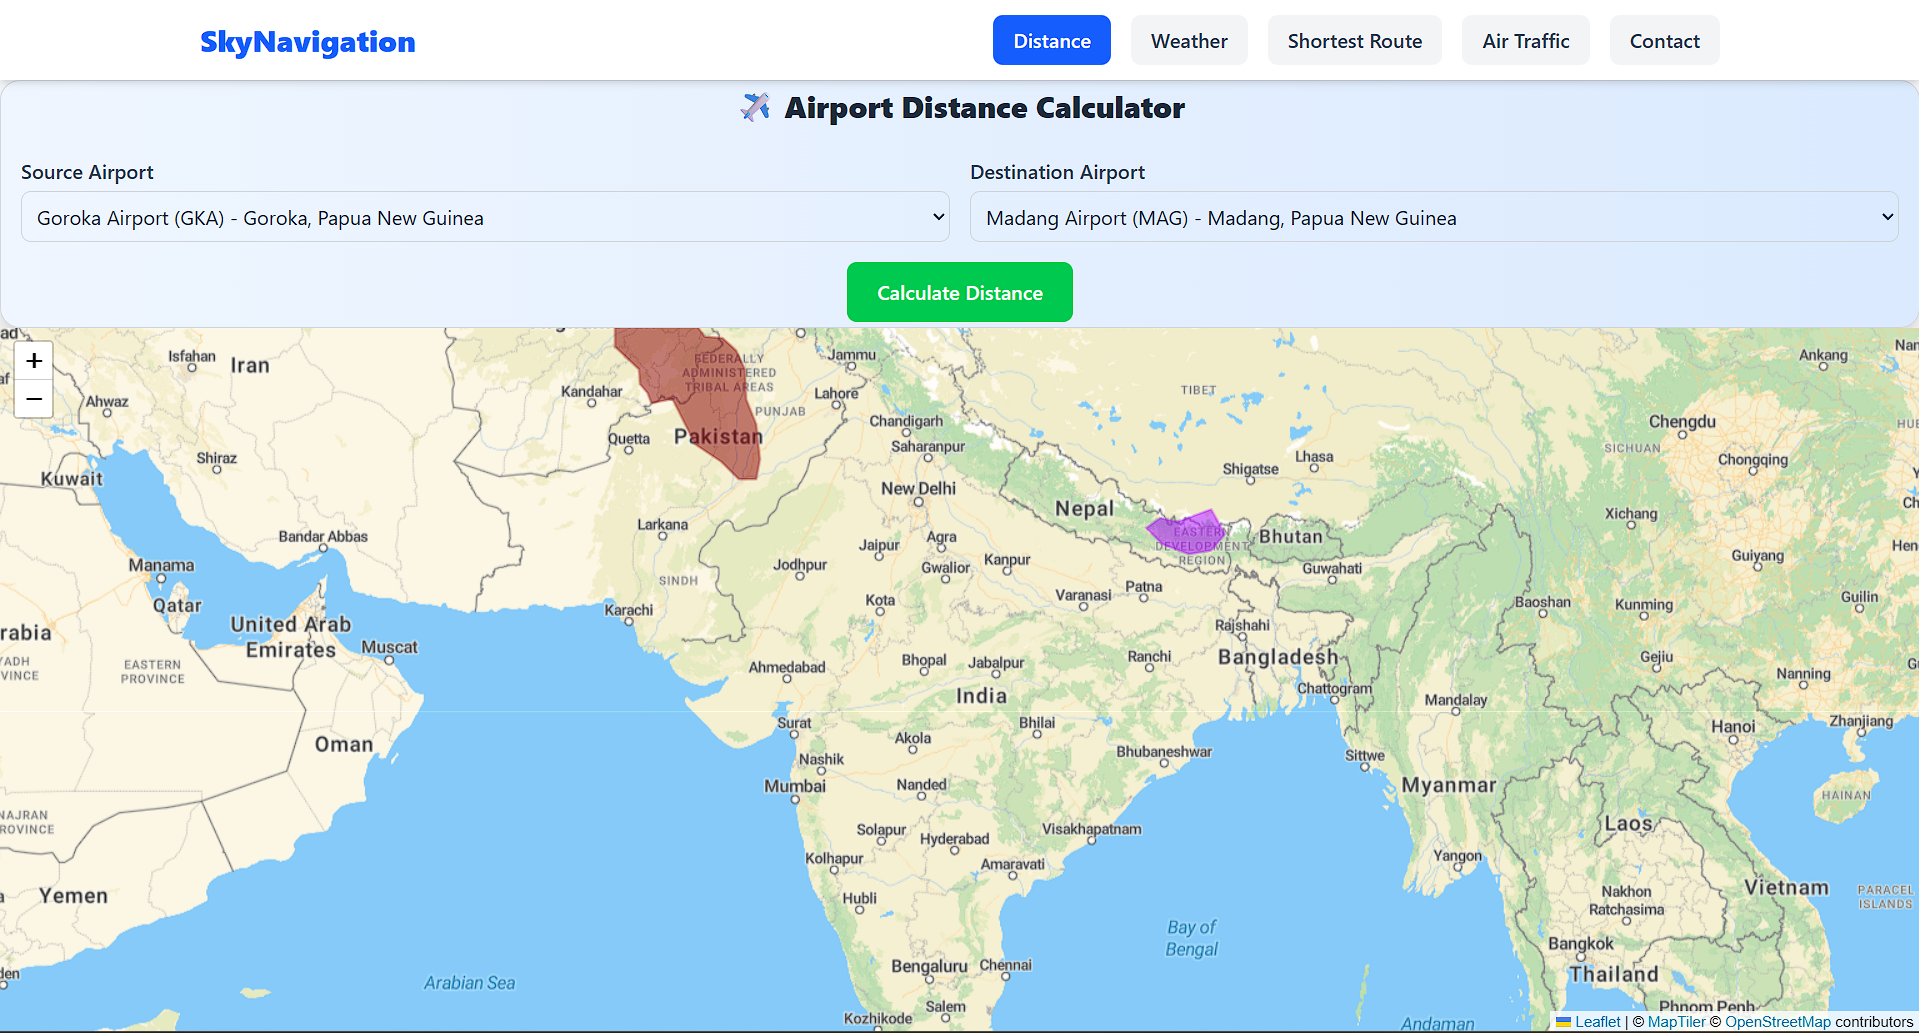 SkyNavigation
Distance
Weather
Shortest Route
Air Traffic
Contact
Airport Distance Calculator
Source Airport
Destination Airport
Goroka Airport (GKA) - Goroka, Papua New Guinea
Madang Airport (MAG) - Madang, Papua New Guinea
Calculate Distance
+
−
Isfahan
Iran
Ahwaz
Shiraz
Kuwait
Bandar Abbas
Manama
Qatar
United Arab
Emirates
Muscat
EASTERN
PROVINCE
Oman
Yemen
Arabian Sea
Kandahar
Quetta
FEDERALLY
ADMINISTERED
TRIBAL AREAS
PUNJAB
Pakistan
Larkana
SINDH
Karachi
Jammu
Lahore
Chandigarh
Saharanpur
New Delhi
Jaipur
Agra
Jodhpur
Gwalior
Kanpur
Kota
Varanasi
Patna
Ahmedabad
Bhopal
Jabalpur
Ranchi
India
Surat
Bhilai
Akola
Nashik
Bhubaneshwar
Mumbai
Nanded
Solapur
Hyderabad
Visakhapatnam
Kolhapur
Amaravati
Hubli
Bengaluru
Chennai
Salem
Kozhikode
Bay of
Bengal
TIBET
Shigatse
Lhasa
Nepal
EASTERN
DEVELOPMENT
REGION
Bhutan
Guwahati
Rajshahi
Bangladesh
Chattogram
Sittwe
Mandalay
Myanmar
Yangon
Ankang
Chengdu
SICHUAN
Chongqing
Xichang
Guiyang
Baoshan
Kunming
Guilin
Gejiu
Nanning
Hanoi
Zhanjiang
HAINAN
Laos
Vietnam
PARACEL
ISLANDS
Nakhon
Ratchasima
Bangkok
Thailand
Phnom Penh
Andaman
Leaflet | © MapTiler © OpenStreetMap contributors